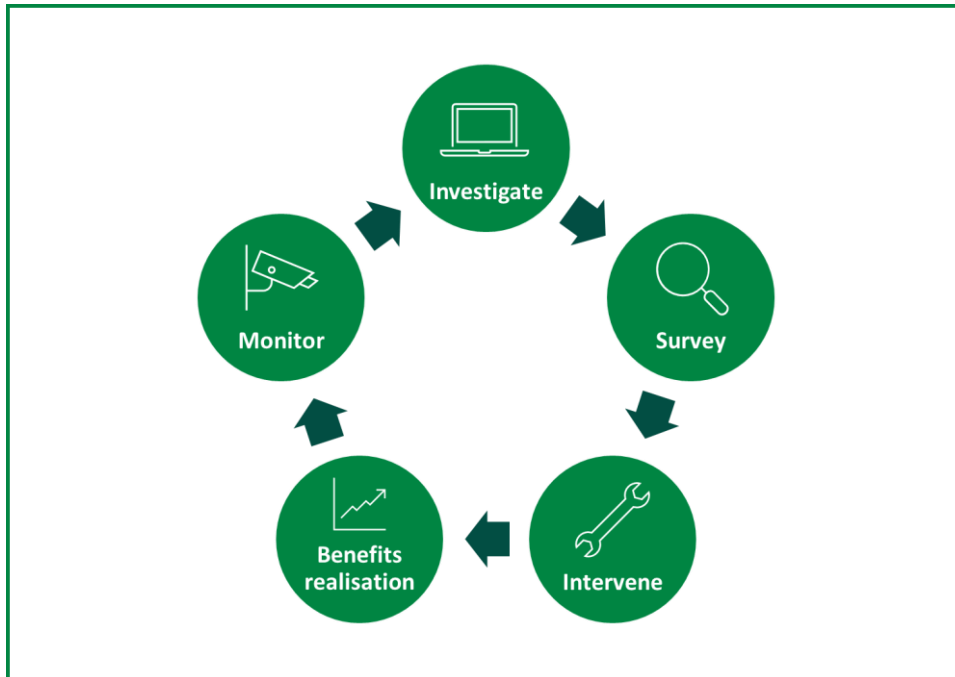 Investigate
Survey
Intervene
Benefits
realisation
Monitor